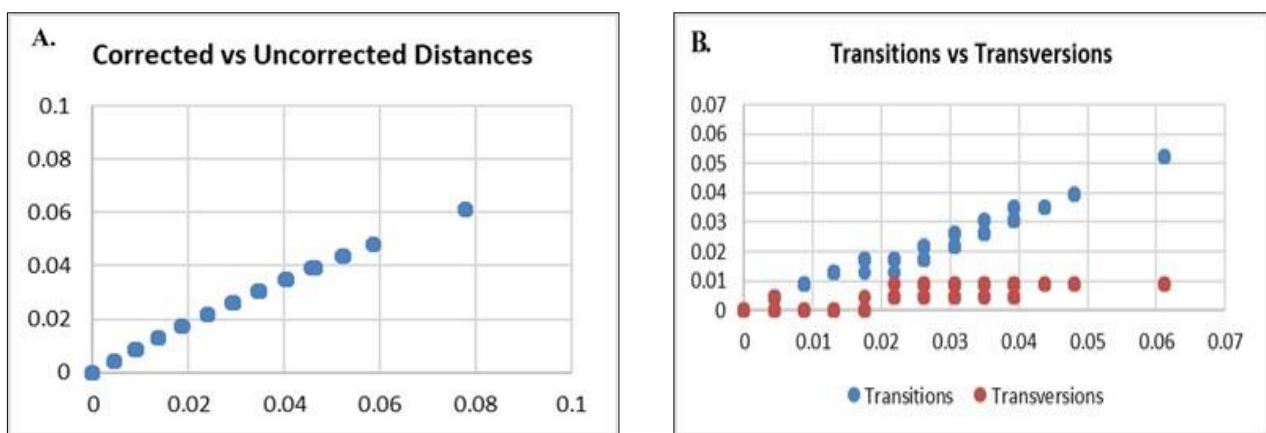 A.
Corrected vs Uncorrected Distances
0.1
0.08
0.06
0.04
0.02
0
0 0.02 0.04 0.06 0.08 0.1
B.
Transitions vs Transversions
0.07
0.06
0.05
0.04
0.03
0.02
0.01
0
0 0.01 0.02 0.03 0.04 0.05 0.06 0.07
Transitions Transversions